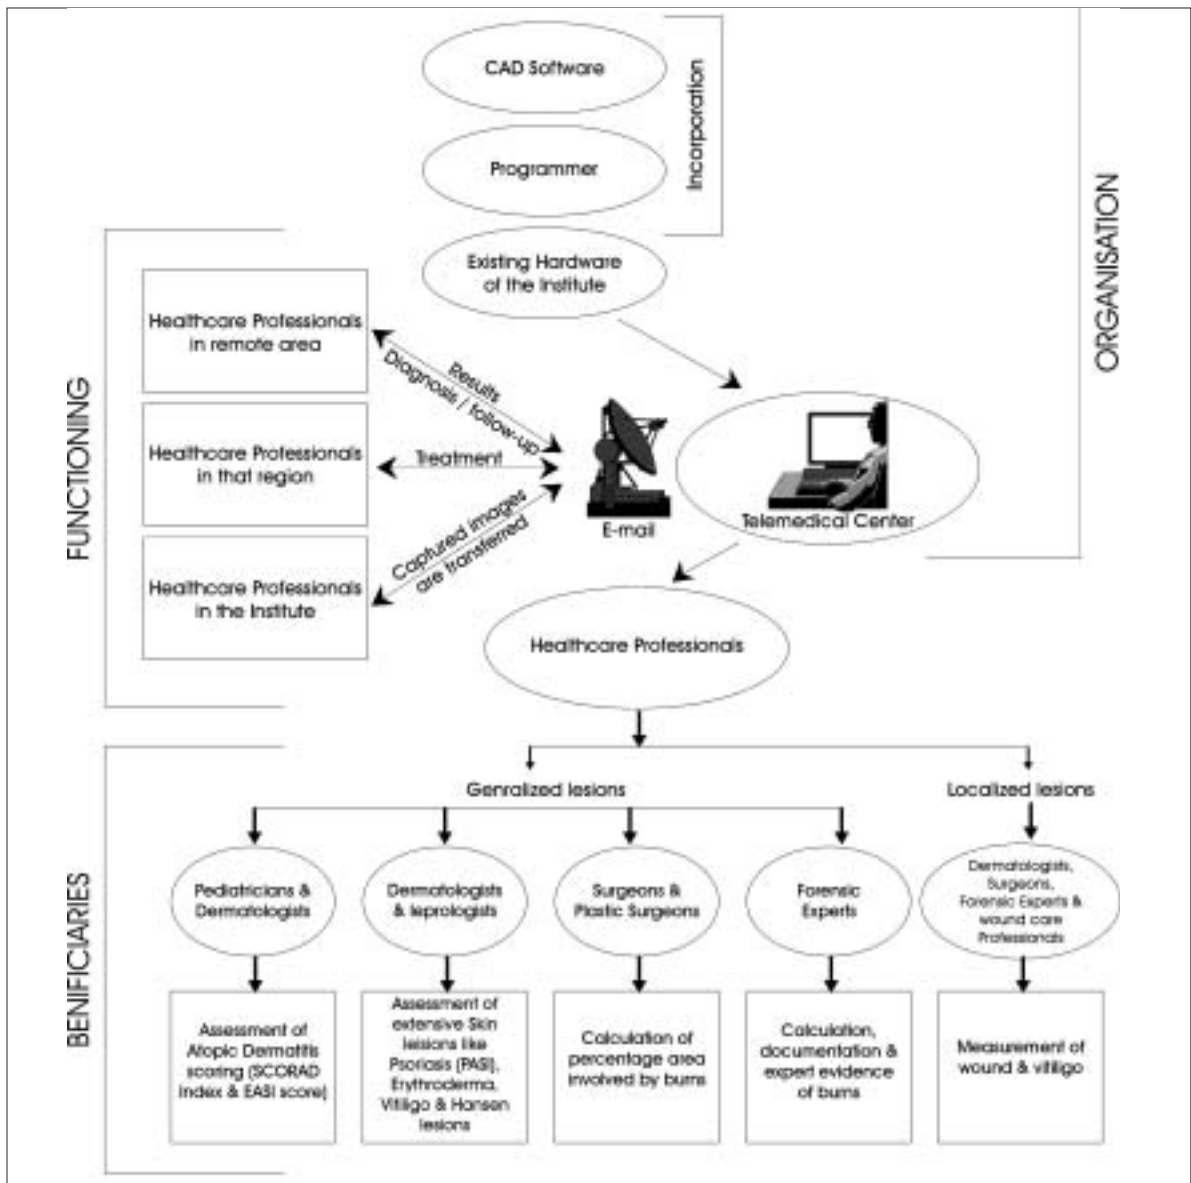 CAD Software
Programmer
Incorporation
Existing Hardware
of the Institute
ORGANISATION
FUNCTIONING
Healthcare Professionals
in remote area
Healthcare Professionals
in that region
Healthcare Professionals
in the Institute
Results
Diagnosis / follow-up
Treatment
Captured images
are transferred
E-mail
Telemedical Center
Healthcare Professionals
BENIFICIARIES
Genralized lesions
Localized lesions
Pediatricians &
Dermatologists
Dermatologists
& leprologists
Surgeons &
Plastic Surgeons
Forensic
Experts
Dermatologists,
Surgeons,
Forensic Experts &
wound care
Professionals
Assessment of
Atopic Dermatitis
scoring (SCORAD
Index & EASI score)
Assessment of
extensive Skin
lesions like
Psoriasis (PASI),
Erythroderma,
Vitiligo & Hansen
lesions
Calculation of
percentage area
involved by burns
Calculation,
documentation &
expert evidence
of burns
Measurement of
wound & vitiligo